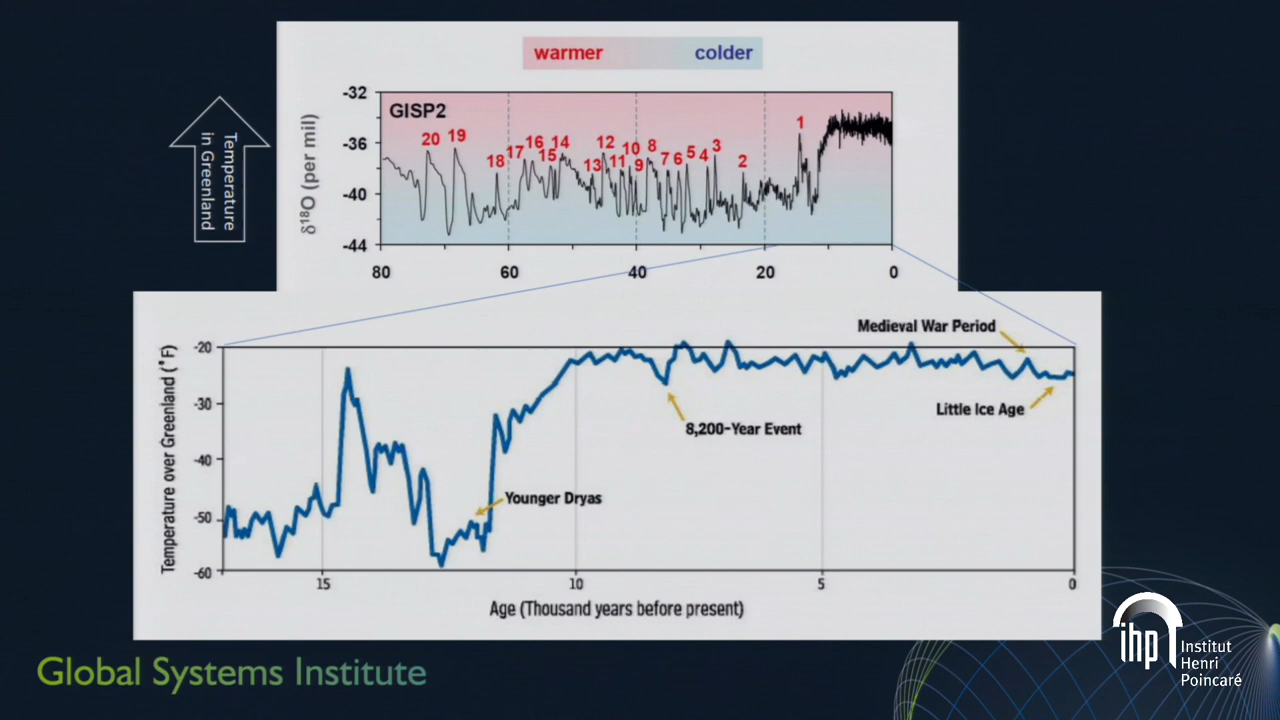 warmer colder
-32
GISP2
-36
-40
-44
δ18O (per mil)
Temperature
in Greenland
20 19 18 17 16 15 14 13 12 11 10 9 8 7 6 5 4 3 2 1
80 60 40 20 0
Medieval War Period
-20
-30
-40
-50
-60
Temperature over Greenland (°F)
8,200-Year Event
Little Ice Age
Younger Dryas
15 10 5 0
Age (Thousand years before present)
Global Systems Institute
ihp
Institut
Henri
Poincaré